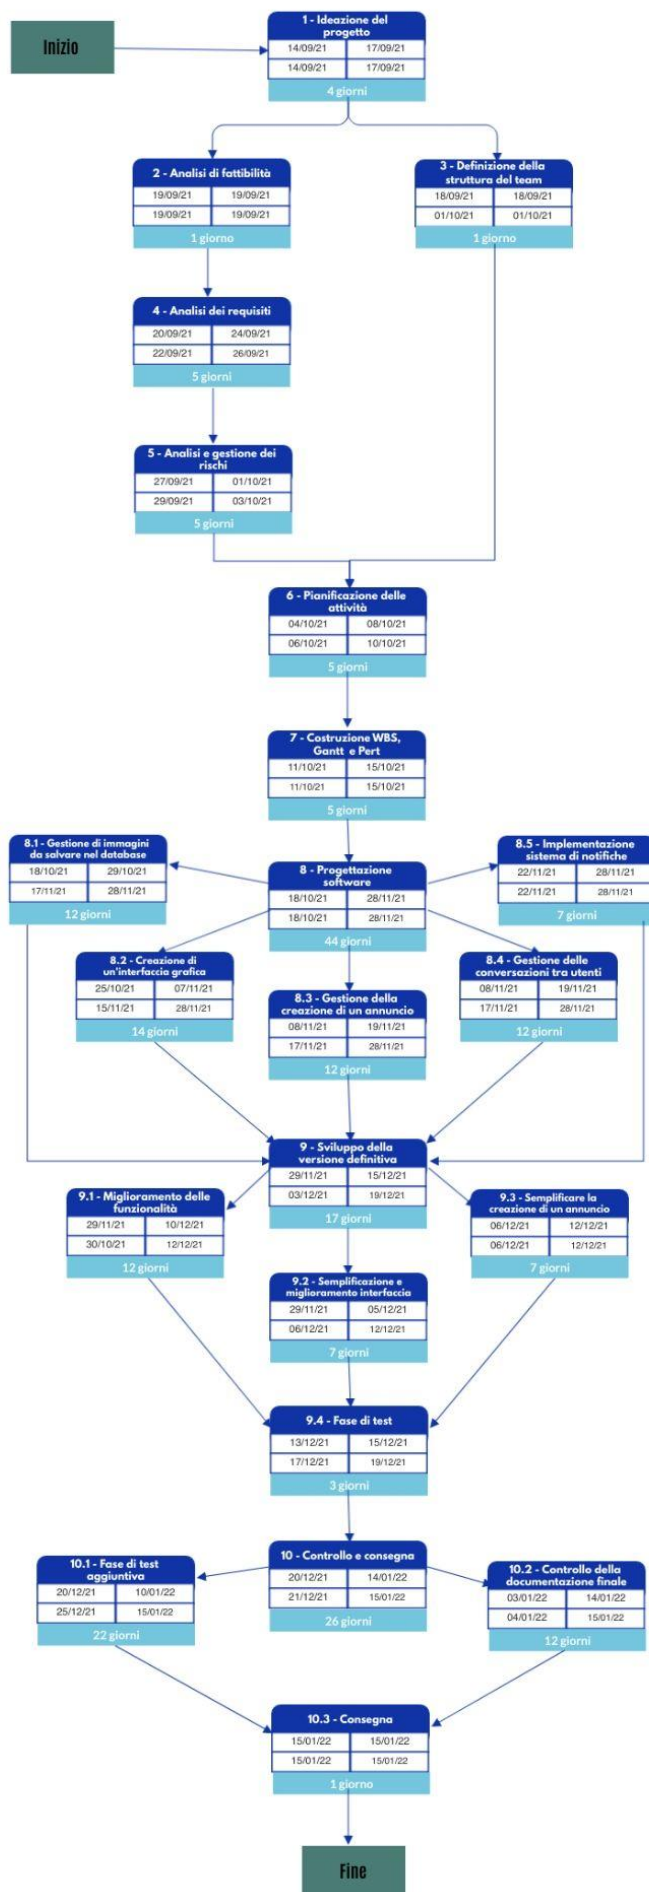 Inizio
1 - Ideazione del
progetto
14/09/21 17/09/21
14/09/21 17/09/21
4 giorni
2 - Analisi di fattibilità
19/09/21 19/09/21
19/09/21 19/09/21
1 giorno
3 - Definizione della
struttura del team
18/09/21 18/09/21
01/10/21 01/10/21
1 giorno
4 - Analisi dei requisiti
20/09/21 24/09/21
22/09/21 26/09/21
5 giorni
5 - Analisi e gestione dei
rischi
27/09/21 01/10/21
29/09/21 03/10/21
5 giorni
6 - Pianificazione delle
attività
04/10/21 08/10/21
06/10/21 10/10/21
5 giorni
7 - Costruzione WBS,
Gantt e Pert
11/10/21 15/10/21
11/10/21 15/10/21
5 giorni
8.1 - Gestione di immagini
da salvare nel database
18/10/21 29/10/21
17/11/21 28/11/21
12 giorni
8 - Progettazione
software
18/10/21 28/11/21
18/10/21 28/11/21
44 giorni
8.5 - Implementazione
sistema di notifiche
22/11/21 28/11/21
22/11/21 28/11/21
7 giorni
8.2 - Creazione di
un'interfaccia grafica
25/10/21 07/11/21
15/11/21 28/11/21
14 giorni
8.3 - Gestione della
creazione di un annuncio
08/11/21 19/11/21
17/11/21 28/11/21
12 giorni
8.4 - Gestione delle
conversazioni tra utenti
08/11/21 19/11/21
17/11/21 28/11/21
12 giorni
9 - Sviluppo della
versione definitiva
29/11/21 15/12/21
03/12/21 19/12/21
17 giorni
9.1 - Miglioramento delle
funzionalità
29/11/21 10/12/21
30/10/21 12/12/21
12 giorni
9.2 - Semplificazione e
miglioramento interfaccia
29/11/21 05/12/21
06/12/21 12/12/21
7 giorni
9.3 - Semplificare la
creazione di un annuncio
06/12/21 12/12/21
06/12/21 12/12/21
7 giorni
9.4 - Fase di test
13/12/21 15/12/21
17/12/21 19/12/21
3 giorni
10.1 - Fase di test
aggiuntiva
20/12/21 10/01/22
25/12/21 15/01/22
22 giorni
10 - Controllo e consegna
20/12/21 14/01/22
21/12/21 15/01/22
26 giorni
10.2 - Controllo della
documentazione finale
03/01/22 14/01/22
04/01/22 15/01/22
12 giorni
10.3 - Consegna
15/01/22 15/01/22
15/01/22 15/01/22
1 giorno
Fine